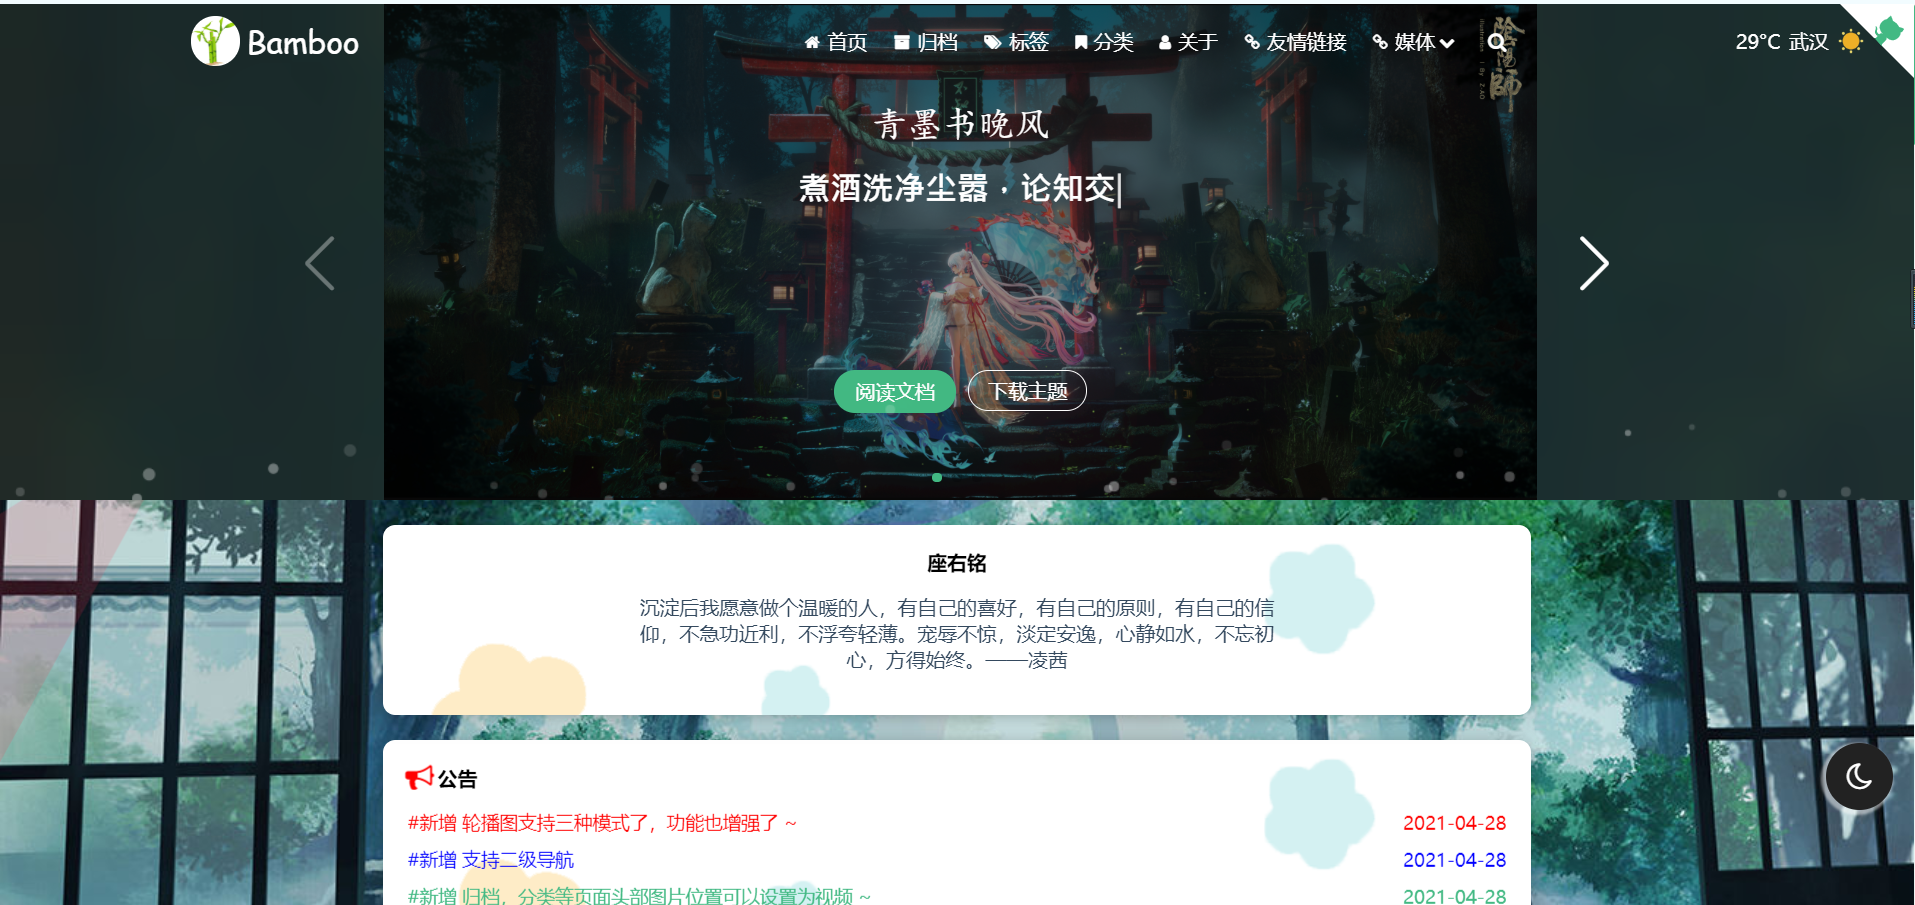 Bamboo
首页 归档 标签 分类 关于 友情链接 媒体
29°C 武汉
青墨书晚风
煮酒洗净尘嚣·论知交|
阅读文档 下载主题
座右铭
沉淀后我愿意做个温暖的人，有自己的喜好，有自己的原则，有自己的信
仰，不急功近利，不浮夸轻薄。宠辱不惊，淡定安逸，心静如水，不忘初
心，方得始终。——凌茜
公告
#新增 轮播图支持三种模式了，功能也增强了 ~ 2021-04-28
#新增 支持二级导航 2021-04-28
#新增 归档，分类等页面头部图片位置可以设置为视频 ~ 2021-04-28